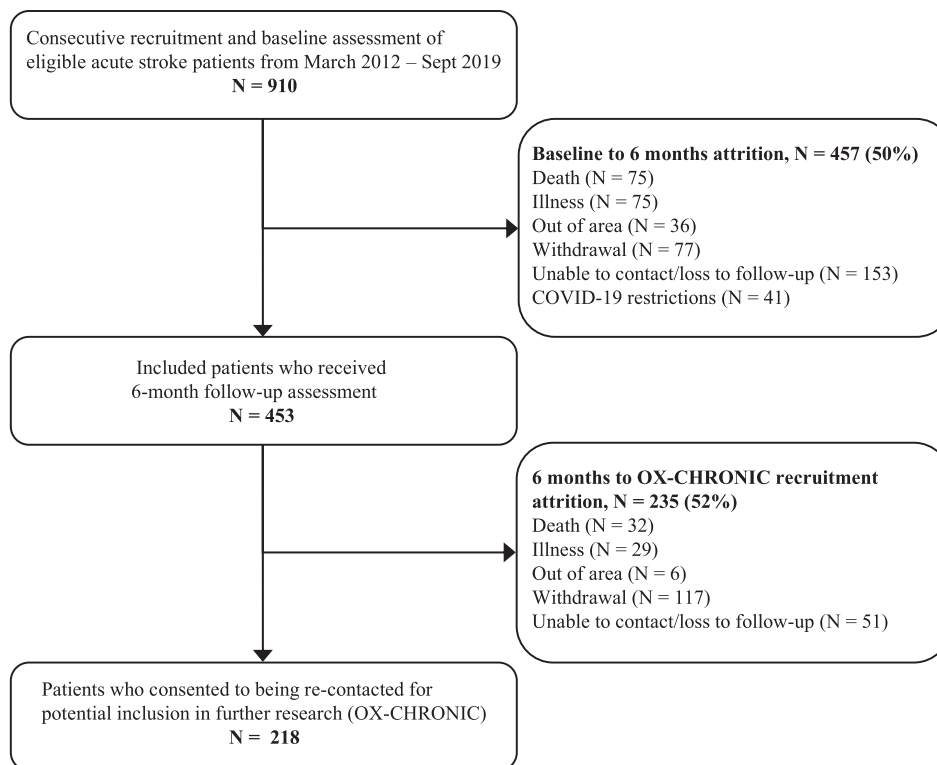 Consecutive recruitment and baseline assessment of
eligible acute stroke patients from March 2012 – Sept 2019
N = 910
Baseline to 6 months attrition, N = 457 (50%)
Death (N = 75)
Illness (N = 75)
Out of area (N = 36)
Withdrawal (N = 77)
Unable to contact/loss to follow-up (N = 153)
COVID-19 restrictions (N = 41)
Included patients who received
6-month follow-up assessment
N = 453
6 months to OX-CHRONIC recruitment
attrition, N = 235 (52%)
Death (N = 32)
Illness (N = 29)
Out of area (N = 6)
Withdrawal (N = 117)
Unable to contact/loss to follow-up (N = 51)
Patients who consented to being re-contacted for
potential inclusion in further research (OX-CHRONIC)
N = 218